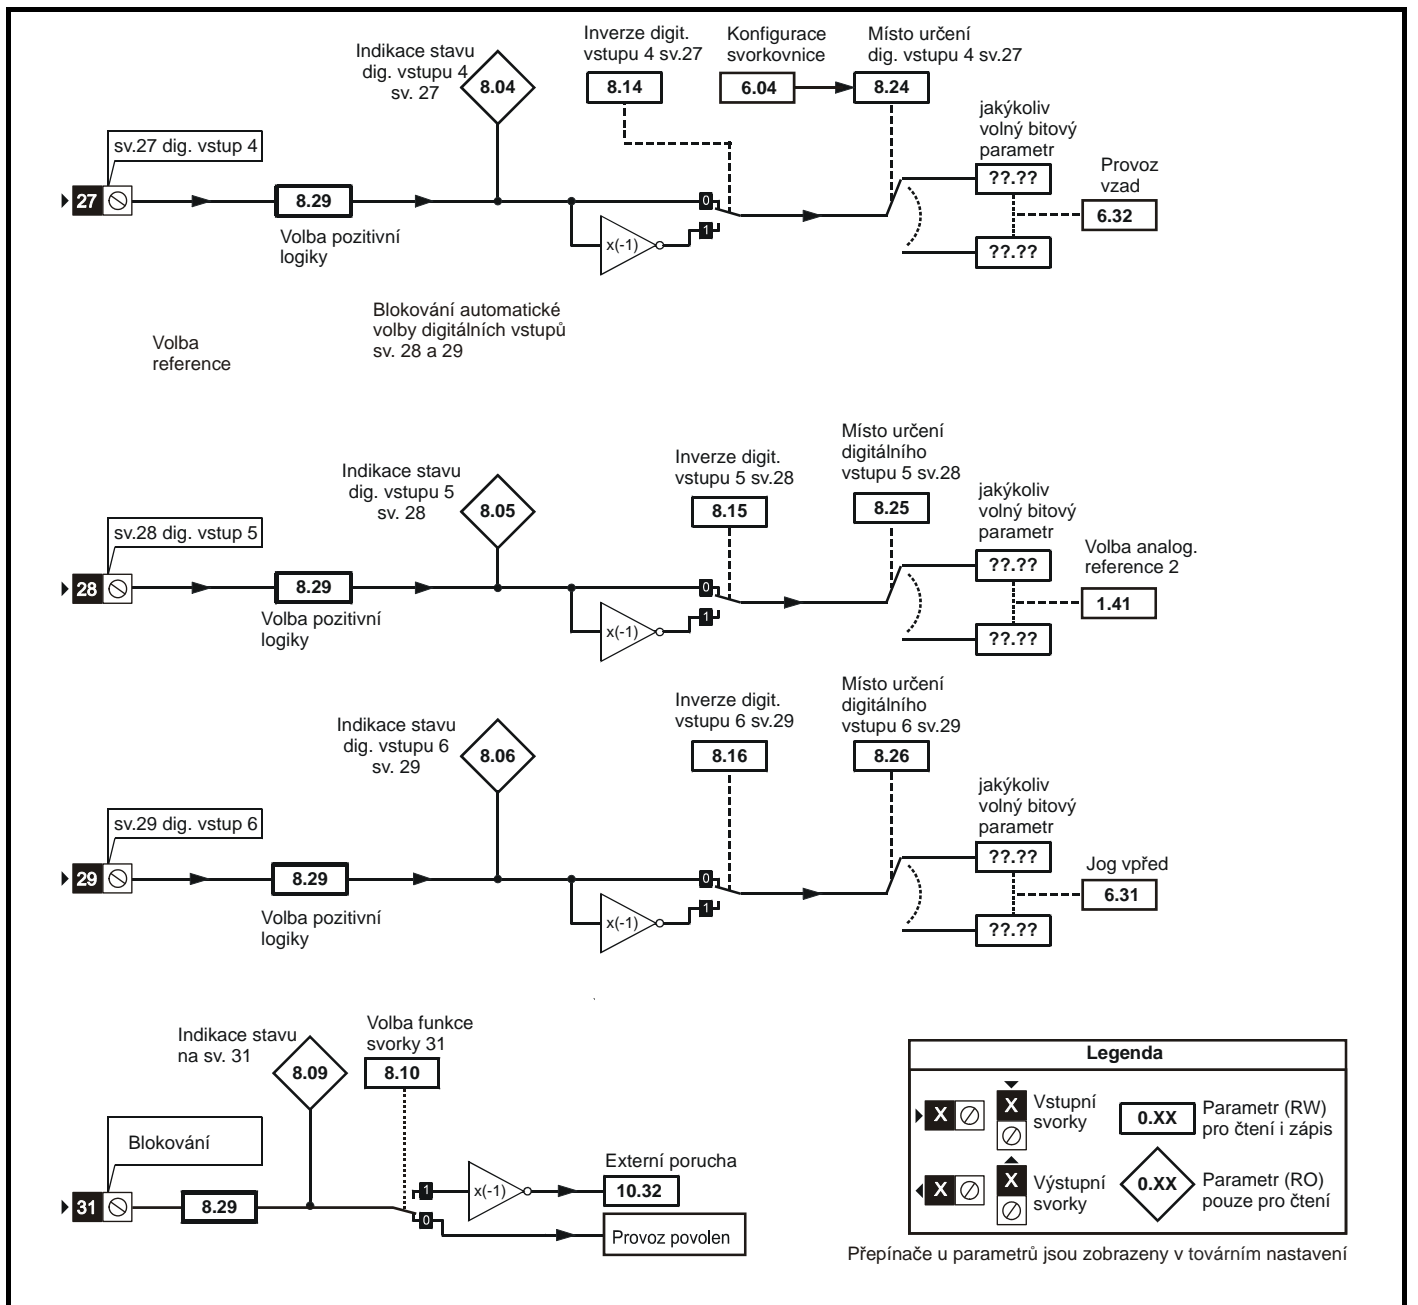 Indikace stavu
dig. vstupu 4
sv. 27
8.04
Inverze digit.
vstupu 4 sv.27
8.14
Konfigurace
svorkovnice
6.04
Místo určení
dig. vstupu 4 sv.27
8.24
jakýkoliv
volný bitový
parametr
??.??
??.??
Provoz
vzad
6.32
sv.27 dig. vstup 4
27
8.29
Volba pozitivní
logiky
0
1
x(-1)
Blokování automatické
volby digitálních vstupů
sv. 28 a 29
Volba
reference
Indikace stavu
dig. vstupu 5
sv. 28
8.05
Inverze digit.
vstupu 5 sv.28
8.15
Místo určení
digitálního
vstupu 5 sv.28
8.25
jakýkoliv
volný bitový
parametr
??.??
??.??
Volba analog.
reference 2
1.41
sv.28 dig. vstup 5
28
8.29
Volba pozitivní
logiky
0
1
x(-1)
Indikace stavu
dig. vstupu 6
sv. 29
8.06
Inverze digit.
vstupu 6 sv.29
8.16
Místo určení
digitálního
vstupu 6 sv.29
8.26
jakýkoliv
volný bitový
parametr
??.??
??.??
Jog vpřed
6.31
sv.29 dig. vstup 6
29
8.29
Volba pozitivní
logiky
0
1
x(-1)
Indikace stavu
na sv. 31
8.09
Volba funkce
svorky 31
8.10
Blokování
31
8.29
1
0
x(-1)
Externí porucha
10.32
Provoz povolen
Legenda
X
X
Vstupní
svorky
0.XX
Parametr (RW)
pro čtení i zápis
X
X
Výstupní
svorky
0.XX
Parametr (RO)
pouze pro čtení
Přepínače u parametrů jsou zobrazeny v továrním nastavení